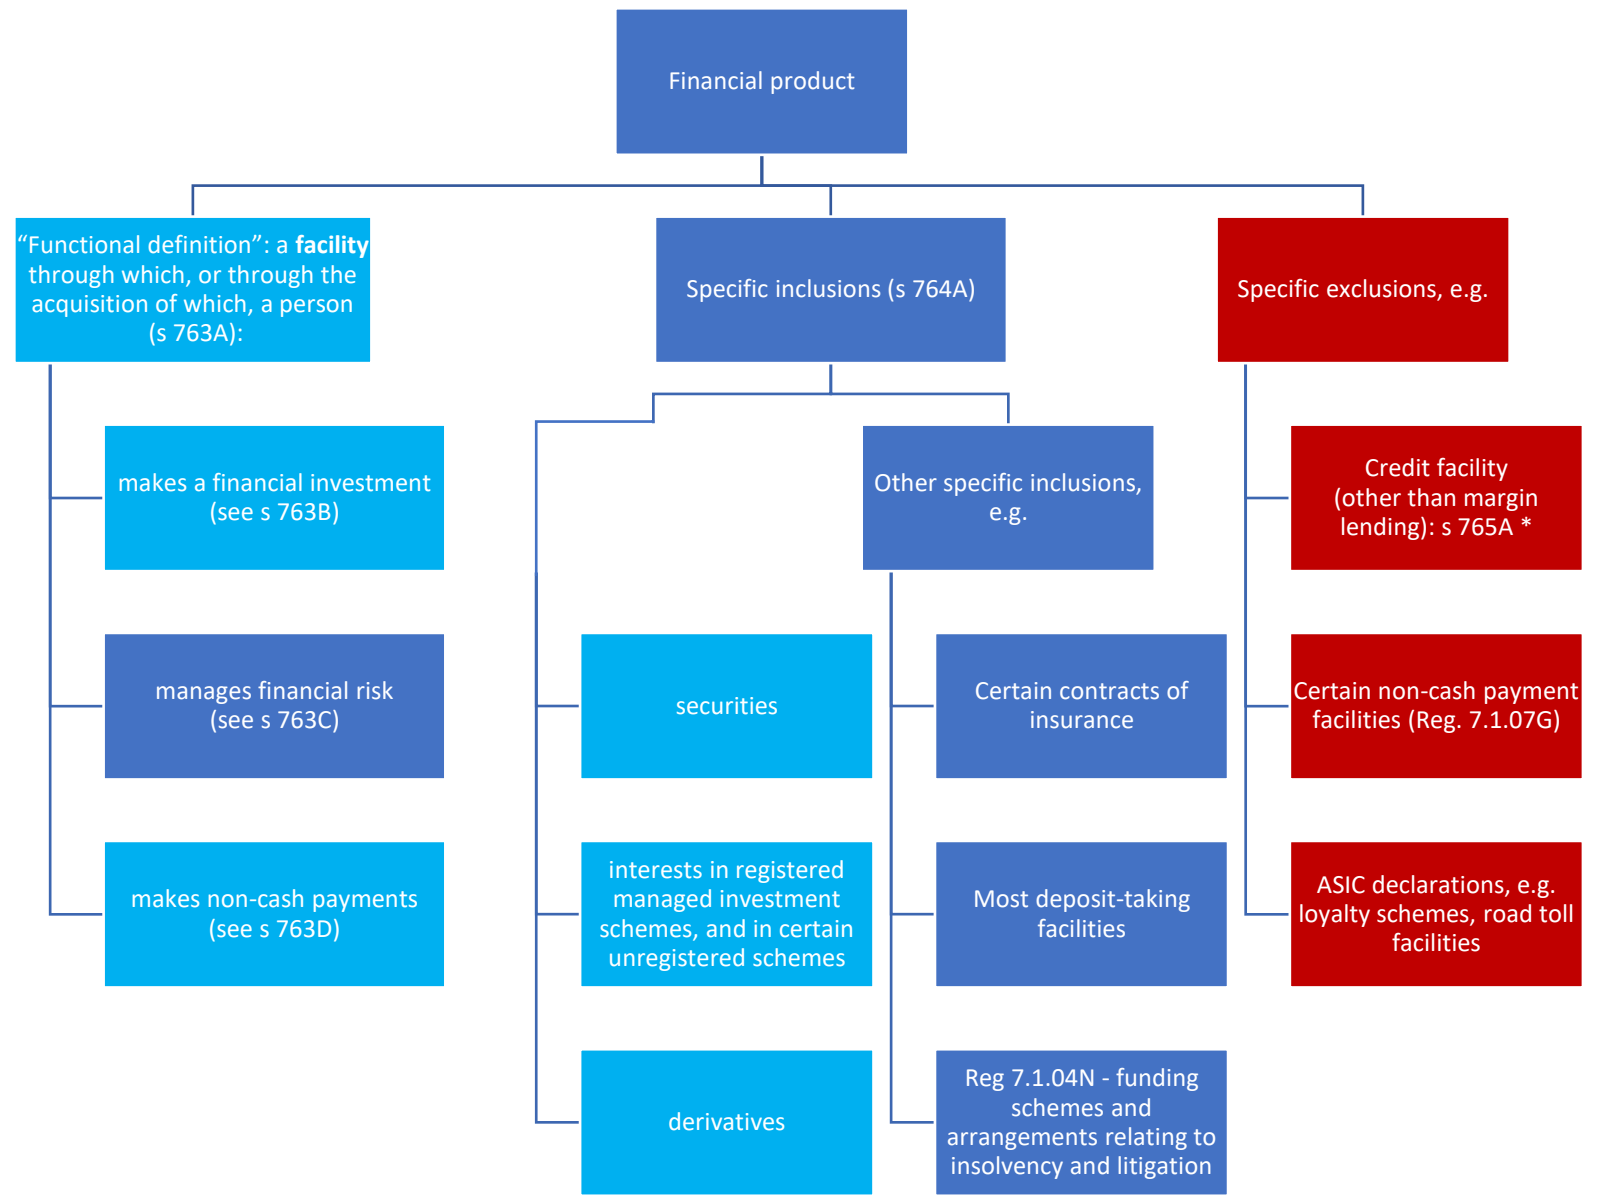 Financial product
“Functional definition”: a facility
through which, or through the
acquisition of which, a person
(s 763A):
makes a financial investment
(see s 763B)
manages financial risk
(see s 763C)
makes non-cash payments
(see s 763D)
Specific inclusions (s 764A)
securities
interests in registered
managed investment
schemes, and in certain
unregistered schemes
derivatives
Other specific inclusions,
e.g.
Certain contracts of
insurance
Most deposit-taking
facilities
Reg 7.1.04N - funding
schemes and
arrangements relating to
insolvency and litigation
Specific exclusions, e.g.
Credit facility
(other than margin
lending): s 765A *
Certain non-cash payment
facilities (Reg. 7.1.07G)
ASIC declarations, e.g.
loyalty schemes, road toll
facilities